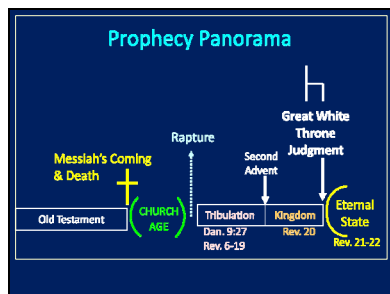 Prophecy Panorama
Great White
Throne
Judgment
Rapture
Messiah's Coming
& Death
Second
Advent
Old Testament
CHURCH
AGE
Tribulation
Kingdom
Eternal
State
Dan. 9:27
Rev. 6-19
Rev. 20
Rev. 21-22